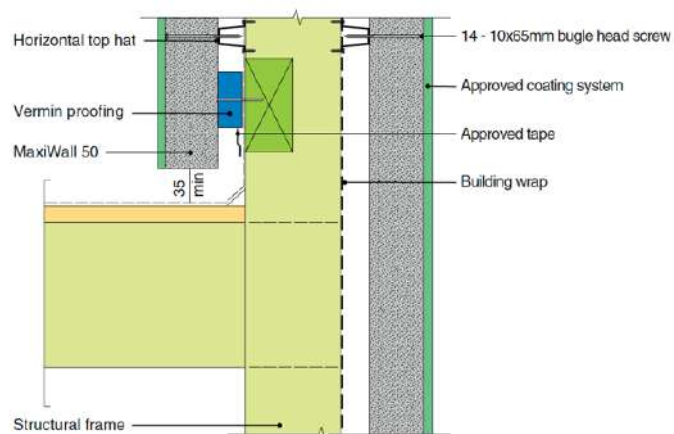 Horizontal top hat
Vermin proofing
MaxiWall 50
35
min
Structural frame
14 - 10x65mm bugle head screw
Approved coating system
Approved tape
Building wrap